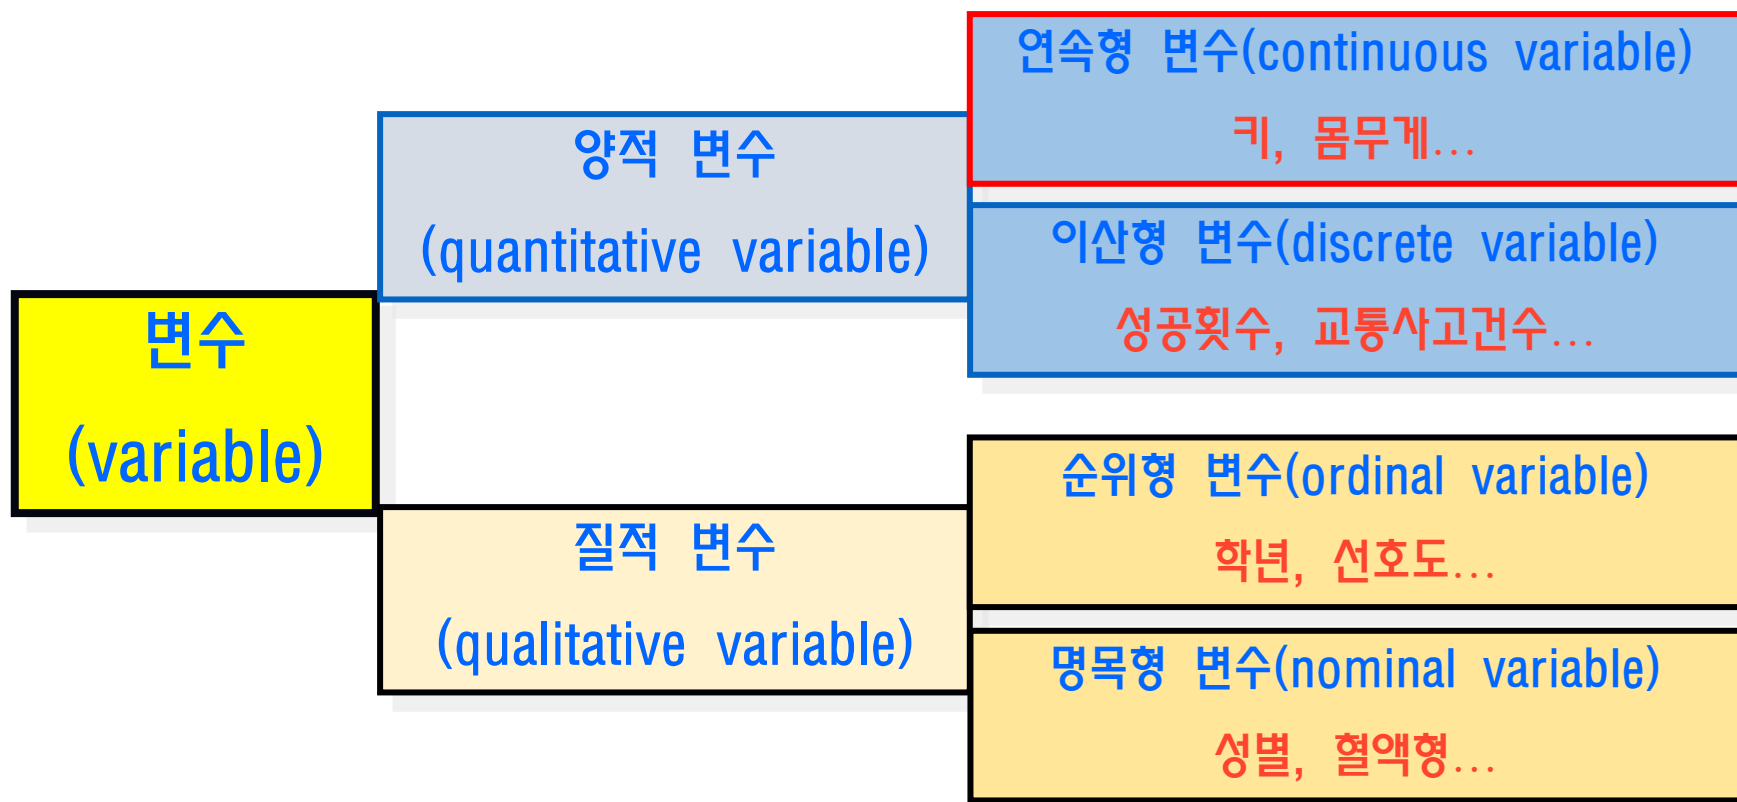 변수
(variable)
양적 변수
(quantitative variable)
연속형 변수(continuous variable)
키, 몸무게...
이산형 변수(discrete variable)
성공횟수, 교통사고건수...
질적 변수
(qualitative variable)
순위형 변수(ordinal variable)
학년, 선호도...
명목형 변수(nominal variable)
성별, 혈액형...